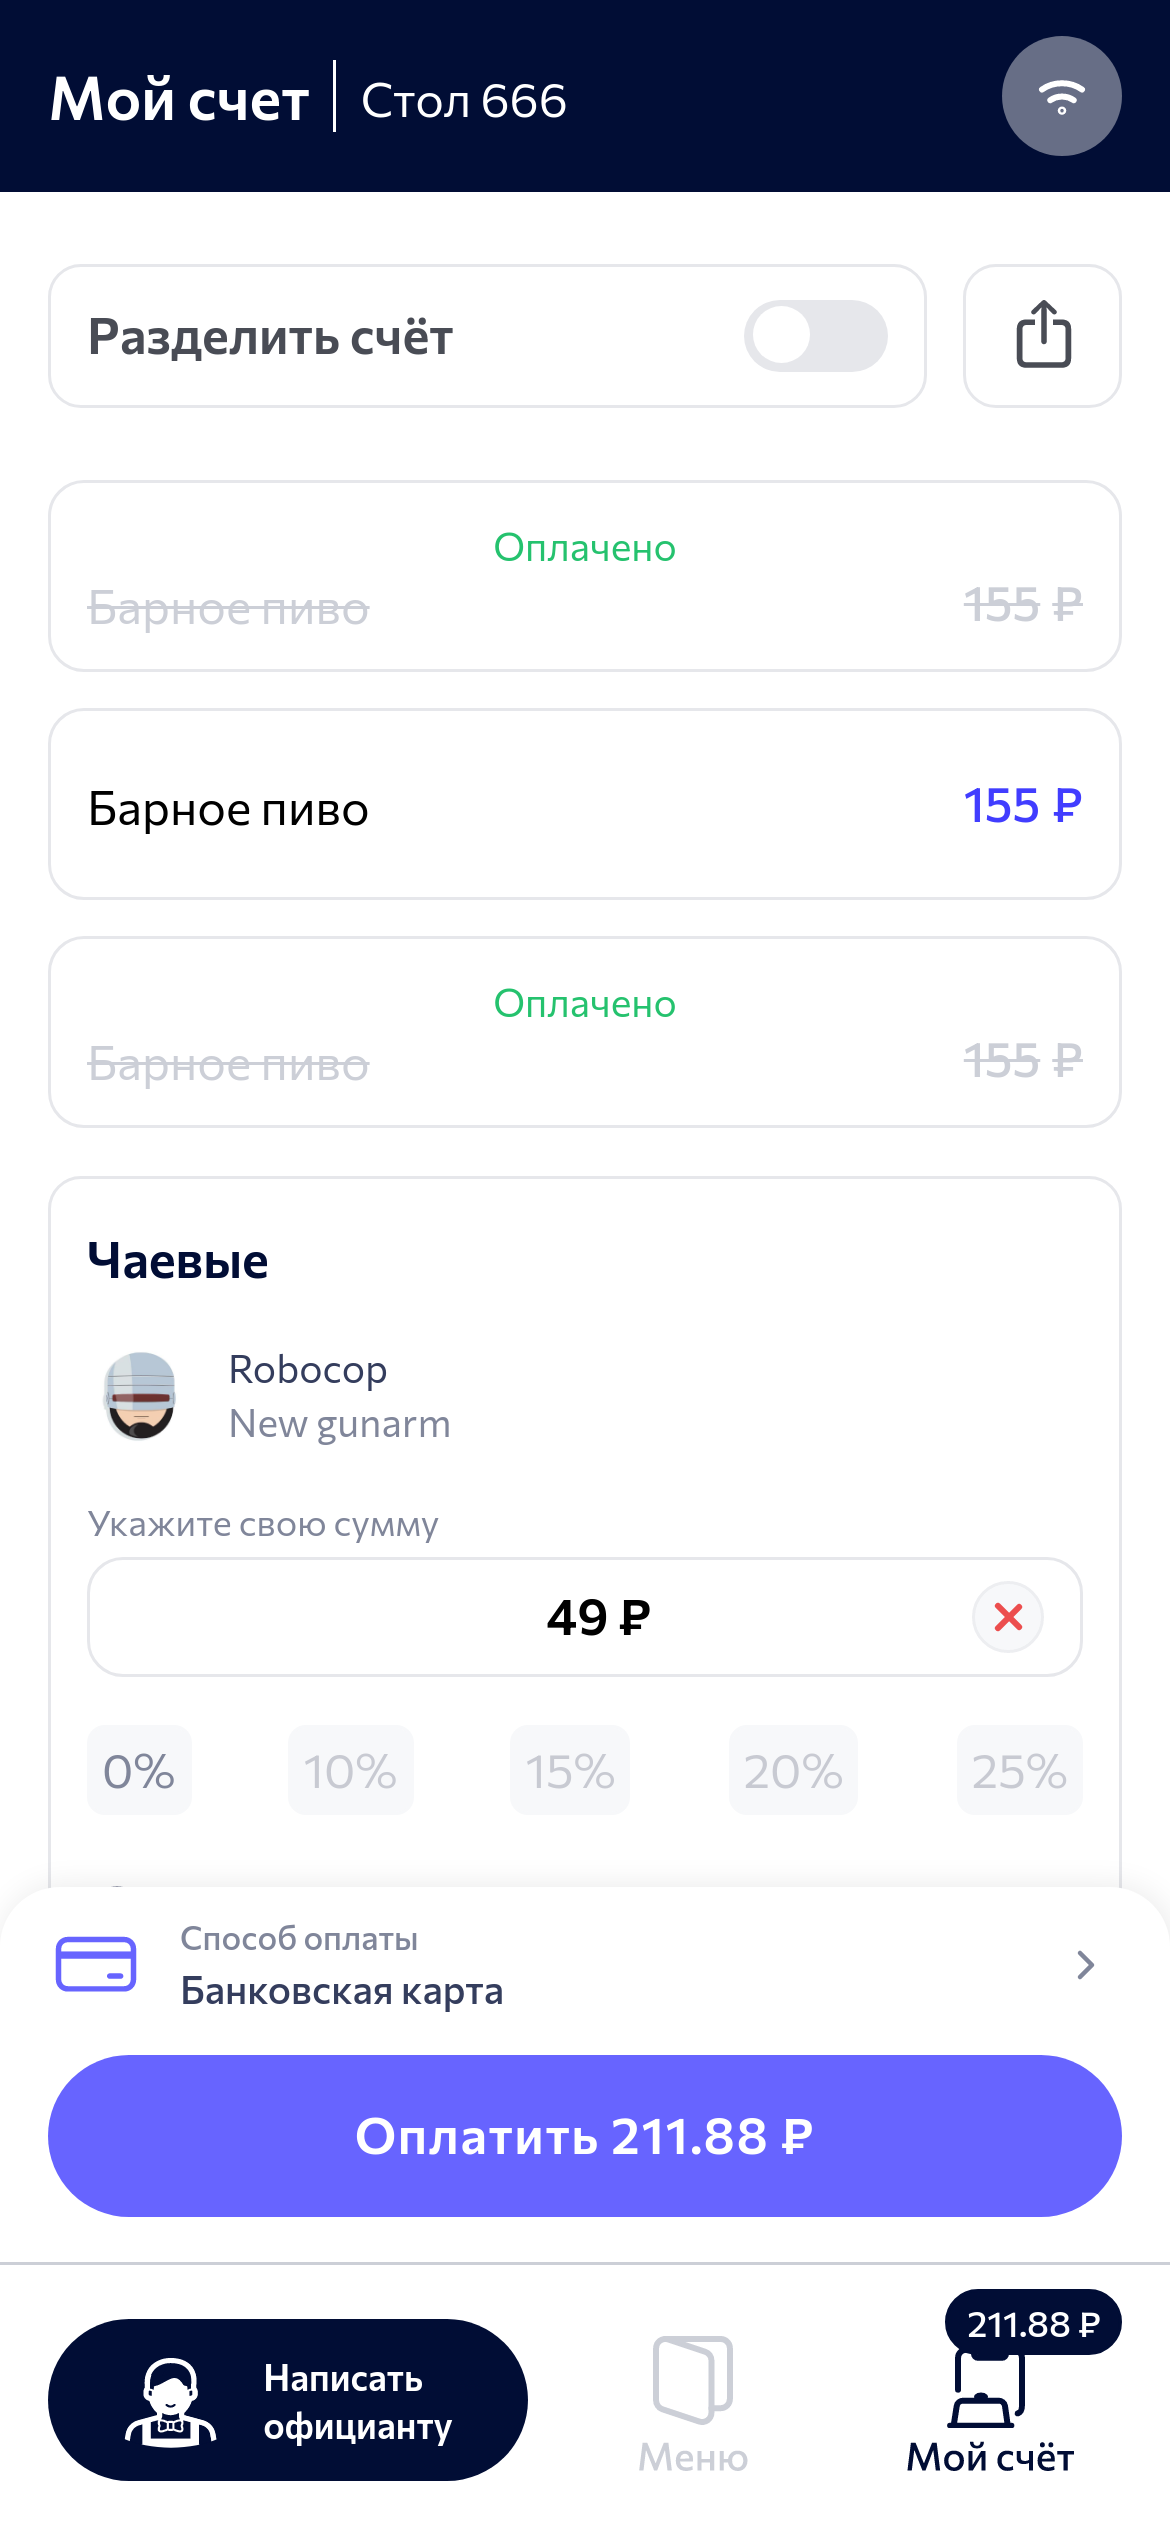 Мой счет
Стол 666
Разделить счёт
Оплачено
Барное пиво 155 ₽
Барное пиво 155 ₽
Оплачено
Барное пиво 155 ₽
Чаевые
Robocop
New gunarm
Укажите свою сумму
49 ₽
0% 10% 15% 20% 25%
Способ оплаты
Банковская карта
Оплатить 211.88 ₽
211.88 ₽
Написать
официанту
Меню
Мой счёт